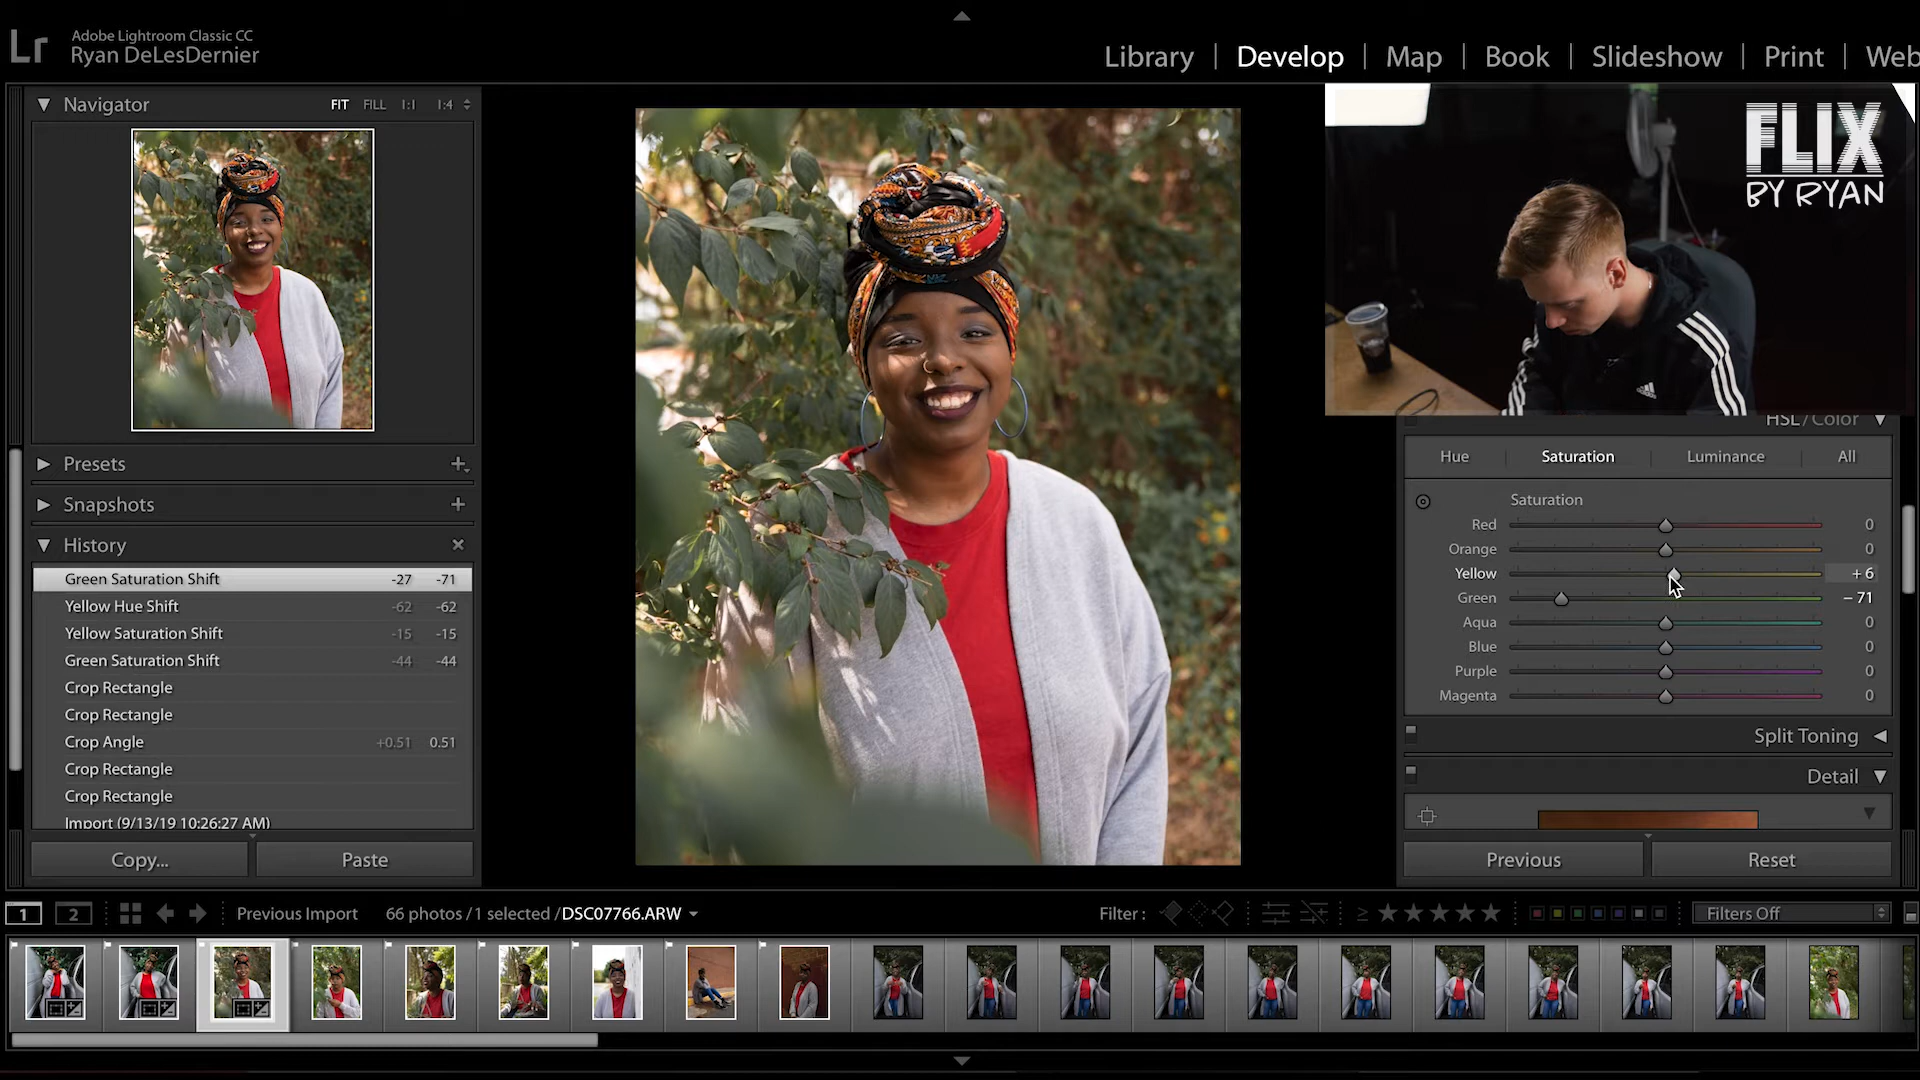 Lr
Adobe Lightroom Classic CC
Ryan DeLesDernier
Library | Develop | Map | Book | Slideshow | Print | Web
Navigator FIT FILL 1:1 1:4
FLIX
BY RYAN
adidas
Presets
Snapshots
History
Green Saturation Shift -27 -71
Yellow Hue Shift -62 -62
Yellow Saturation Shift -15 -15
Green Saturation Shift -44 -44
Crop Rectangle
Crop Rectangle
Crop Angle +0.51 0.51
Crop Rectangle
Crop Rectangle
Import (9/13/19 10:26:27 AM)
Copy... Paste
HSL / Color
Hue Saturation Luminance All
Saturation
Red 0
Orange 0
Yellow + 6
Green – 71
Aqua 0
Blue 0
Purple 0
Magenta 0
Split Toning
Detail
Previous Reset
1 2 Previous Import 66 photos / 1 selected / DSC07766.ARW Filter : ≥ ★★★★★ Filters Off